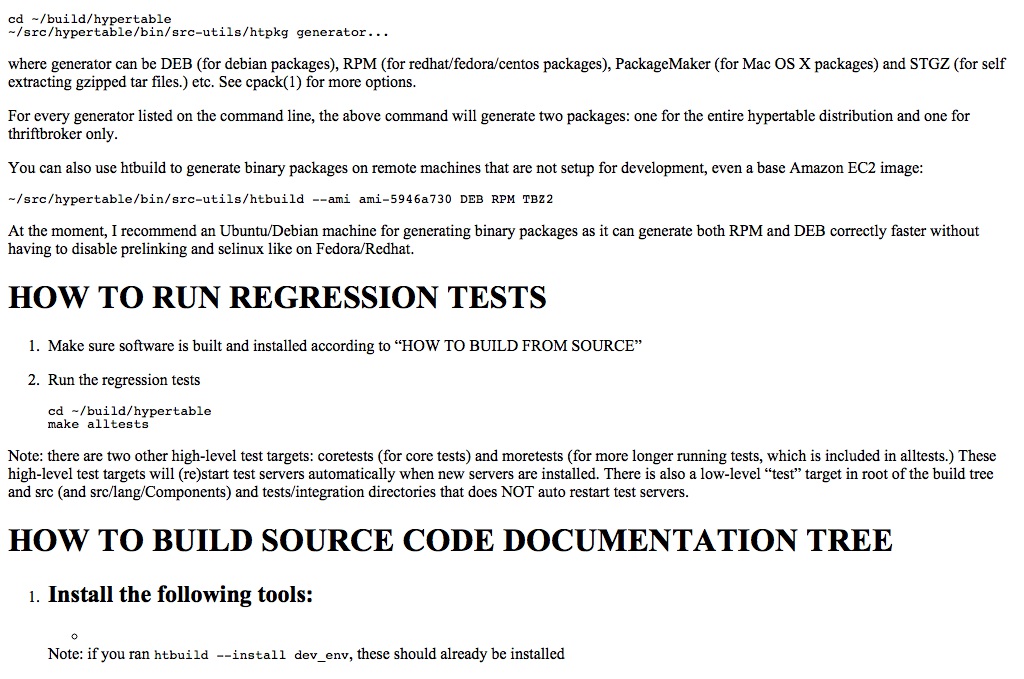 cd ~/build/hypertable
~/src/hypertable/bin/src-utils/htpkg generator...
where generator can be DEB (for debian packages), RPM (for redhat/fedora/centos packages), PackageMaker (for Mac OS X packages) and STGZ (for self
extracting gzipped tar files.) etc. See cpack(1) for more options.
For every generator listed on the command line, the above command will generate two packages: one for the entire hypertable distribution and one for
thriftbroker only.
You can also use htbuild to generate binary packages on remote machines that are not setup for development, even a base Amazon EC2 image:
~/src/hypertable/bin/src-utils/htbuild --ami ami-5946a730 DEB RPM TBZ2
At the moment, I recommend an Ubuntu/Debian machine for generating binary packages as it can generate both RPM and DEB correctly faster without
having to disable prelinking and selinux like on Fedora/Redhat.
HOW TO RUN REGRESSION TESTS
1. Make sure software is built and installed according to “HOW TO BUILD FROM SOURCE”
2. Run the regression tests
cd ~/build/hypertable
make alltests
Note: there are two other high-level test targets: coretests (for core tests) and moretests (for more longer running tests, which is included in alltests.) These
high-level test targets will (re)start test servers automatically when new servers are installed. There is also a low-level “test” target in root of the build tree
and src (and src/lang/Components) and tests/integration directories that does NOT auto restart test servers.
HOW TO BUILD SOURCE CODE DOCUMENTATION TREE
1. Install the following tools:
Note: if you ran htbuild --install dev_env, these should already be installed